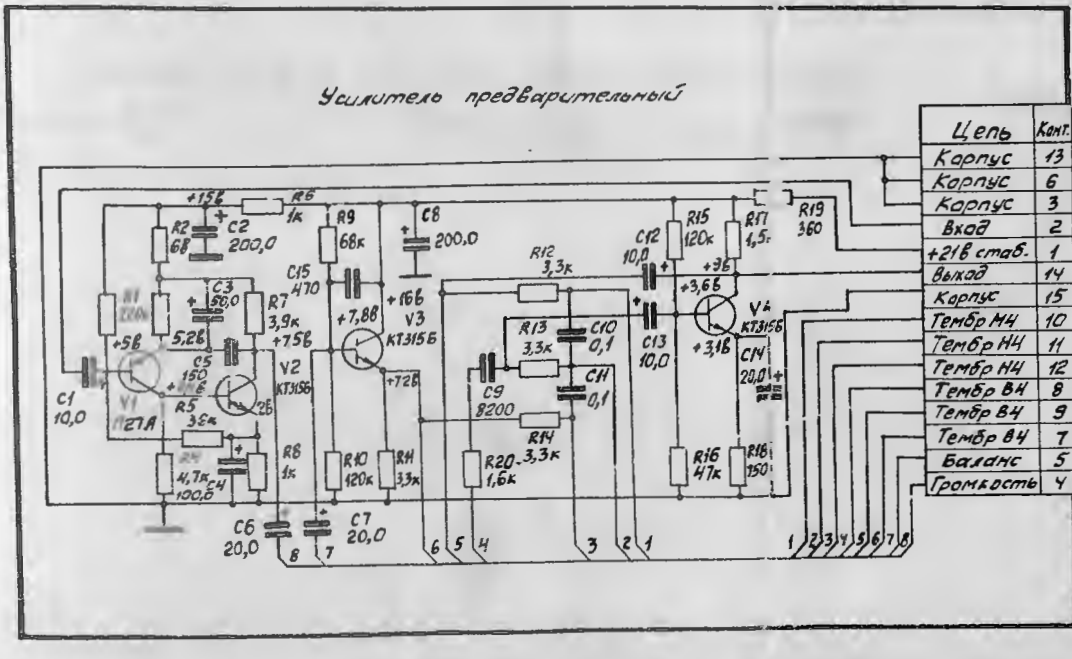 Усилитель предварительный
Цепь Конт.
Корпус 13
Корпус 6
Корпус 3
Вход 2
+21В стаб. 1
Выход 14
Корпус 15
Тембр НЧ 10
Тембр НЧ 11
Тембр НЧ 12
Тембр ВЧ 8
Тембр ВЧ 9
Тембр ВЧ 7
Баланс 5
Громкость 4
+15В
R6
1к
R2
68
C2
200,0
R9
68к
C8
200,0
C15
470
R12
3,3к
C12
10,0
R15
120к
R17
R19
360
+9В
+3,6В
V4
КТ315Б
+3,1В
C14
20,0
C3
50,0
R7
3,9к
+7,5В
5,2В
C5
150
+5В
V2
КТ315Б
+16В
+7,8В
V3
КТ315Б
+7,2В
R13
3,3к
C10
0,1
C13
10,0
C11
0,1
C9
8200
R14
3,3к
C1
10,0
V1
R5
R8
1к
4,7к
100,0
C4
R10
120к
R11
3,3к
R20
1,6к
R16
47к
R18
C6
20,0
C7
20,0
8 7 6 5 4 3 2 1
1 2 3 4 5 6 7 8